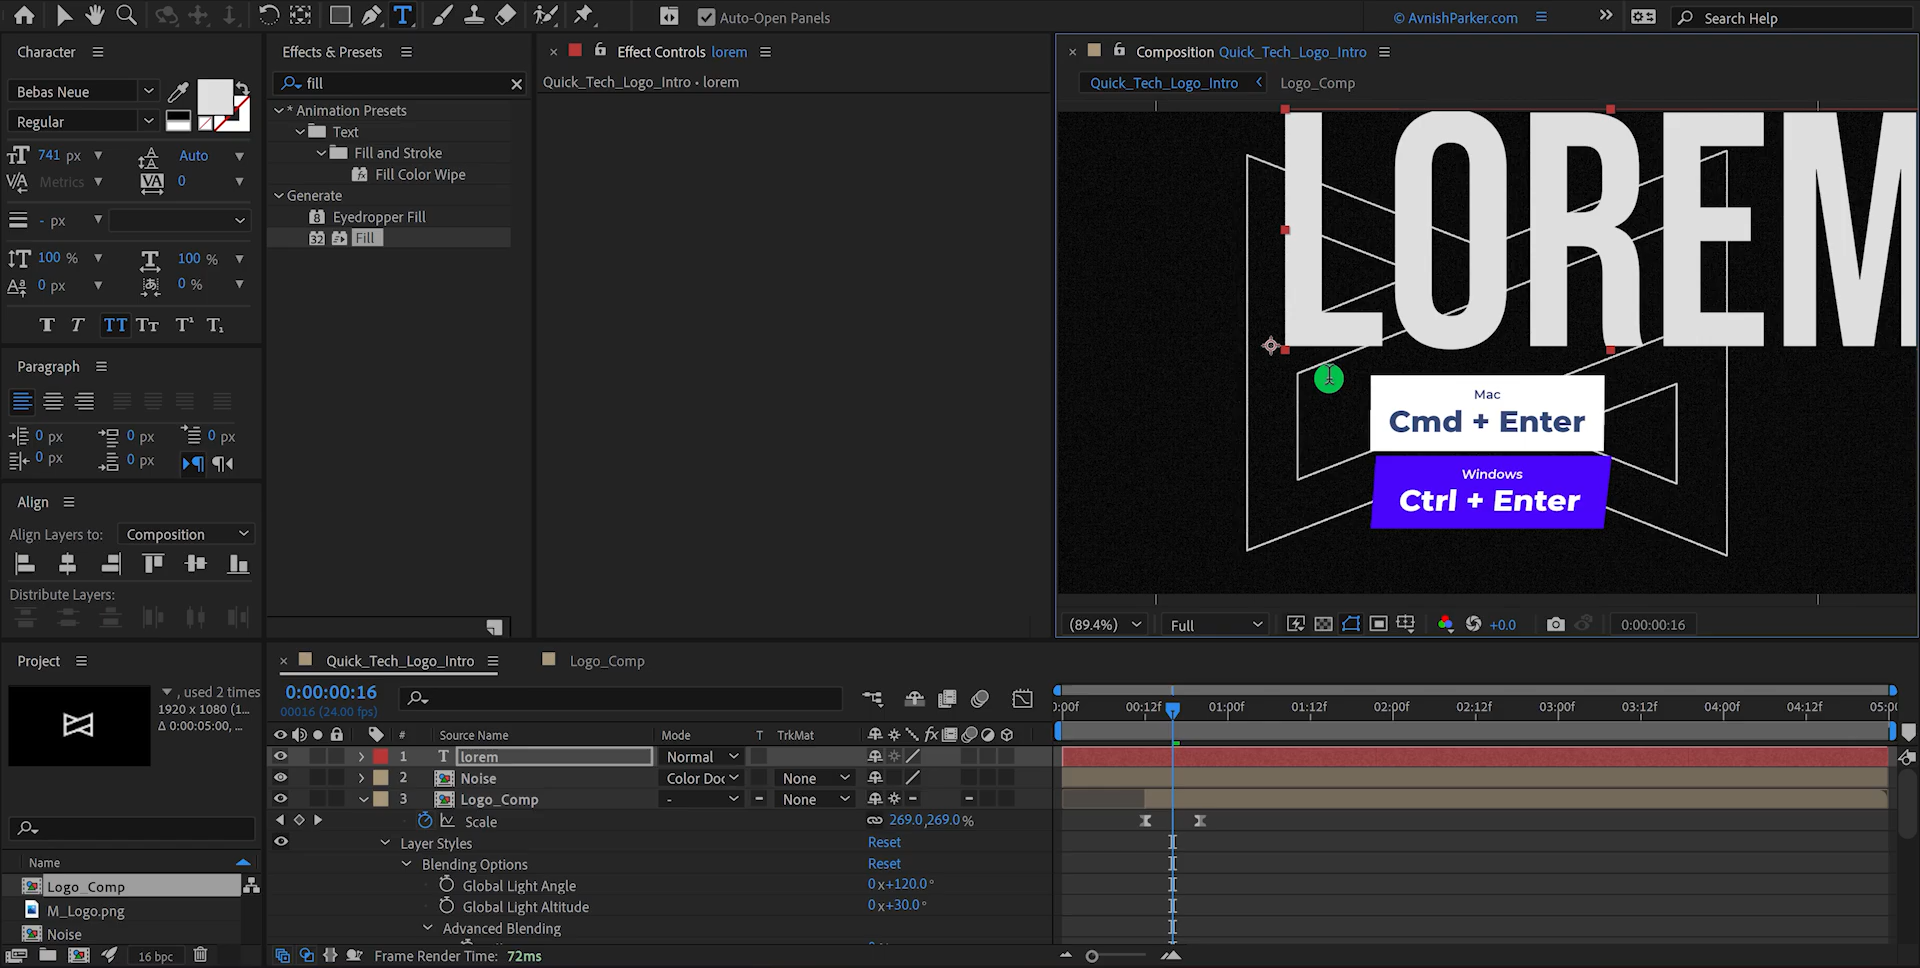 Auto-Open Panels
© AvnishParker.com
Search Help
Character
Bebas Neue
Regular
741 px
Auto
Metrics
0
- px
100 %
100 %
0 px
0 %
Paragraph
0 px
0 px
0 px
0 px
0 px
Align
Align Layers to:
Composition
Distribute Layers:
Effects & Presets
fill
* Animation Presets
Text
Fill and Stroke
Fill Color Wipe
Generate
Eyedropper Fill
Fill
Effect Controls lorem
Quick_Tech_Logo_Intro • lorem
Composition Quick_Tech_Logo_Intro
Quick_Tech_Logo_Intro
Logo_Comp
LOREM
Mac
Cmd + Enter
Windows
Ctrl + Enter
(89.4%)
Full
+0.0
0:00:00:16
Project
, used 2 times
1920 x 1080 (1...
Δ 0:00:05:00, ...
Name
Logo_Comp
M_Logo.png
Noise
16 bpc
Quick_Tech_Logo_Intro
Logo_Comp
0:00:00:16
00016 (24.00 fps)
# Source Name Mode T TrkMat
1 T lorem Normal
2 Noise Color Doc None
3 Logo_Comp - None
Scale 269.0,269.0 %
Layer Styles Reset
Blending Options Reset
Global Light Angle 0 x+120.0 °
Global Light Altitude 0 x+30.0 °
Advanced Blending
Frame Render Time: 72ms
0:00f 00:12f 01:00f 01:12f 02:00f 02:12f 03:00f 03:12f 04:00f 04:12f 05:00